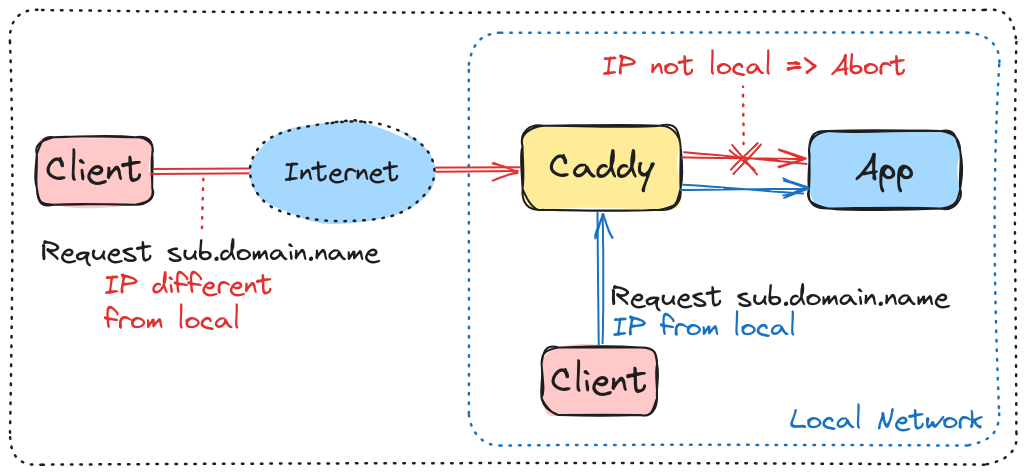 IP not local => Abort
Client
Internet
Caddy
App
Request sub.domain.name
IP different
from local
Request sub.domain.name
IP from local
Client
Local Network